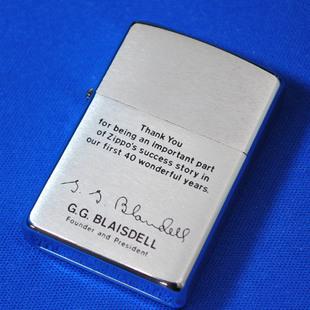 Thank You
for being an important part
of Zippo's success story in
our first 40 wonderful years.
G. G. Blaisdell
G.G. BLAISDELL
Founder and President